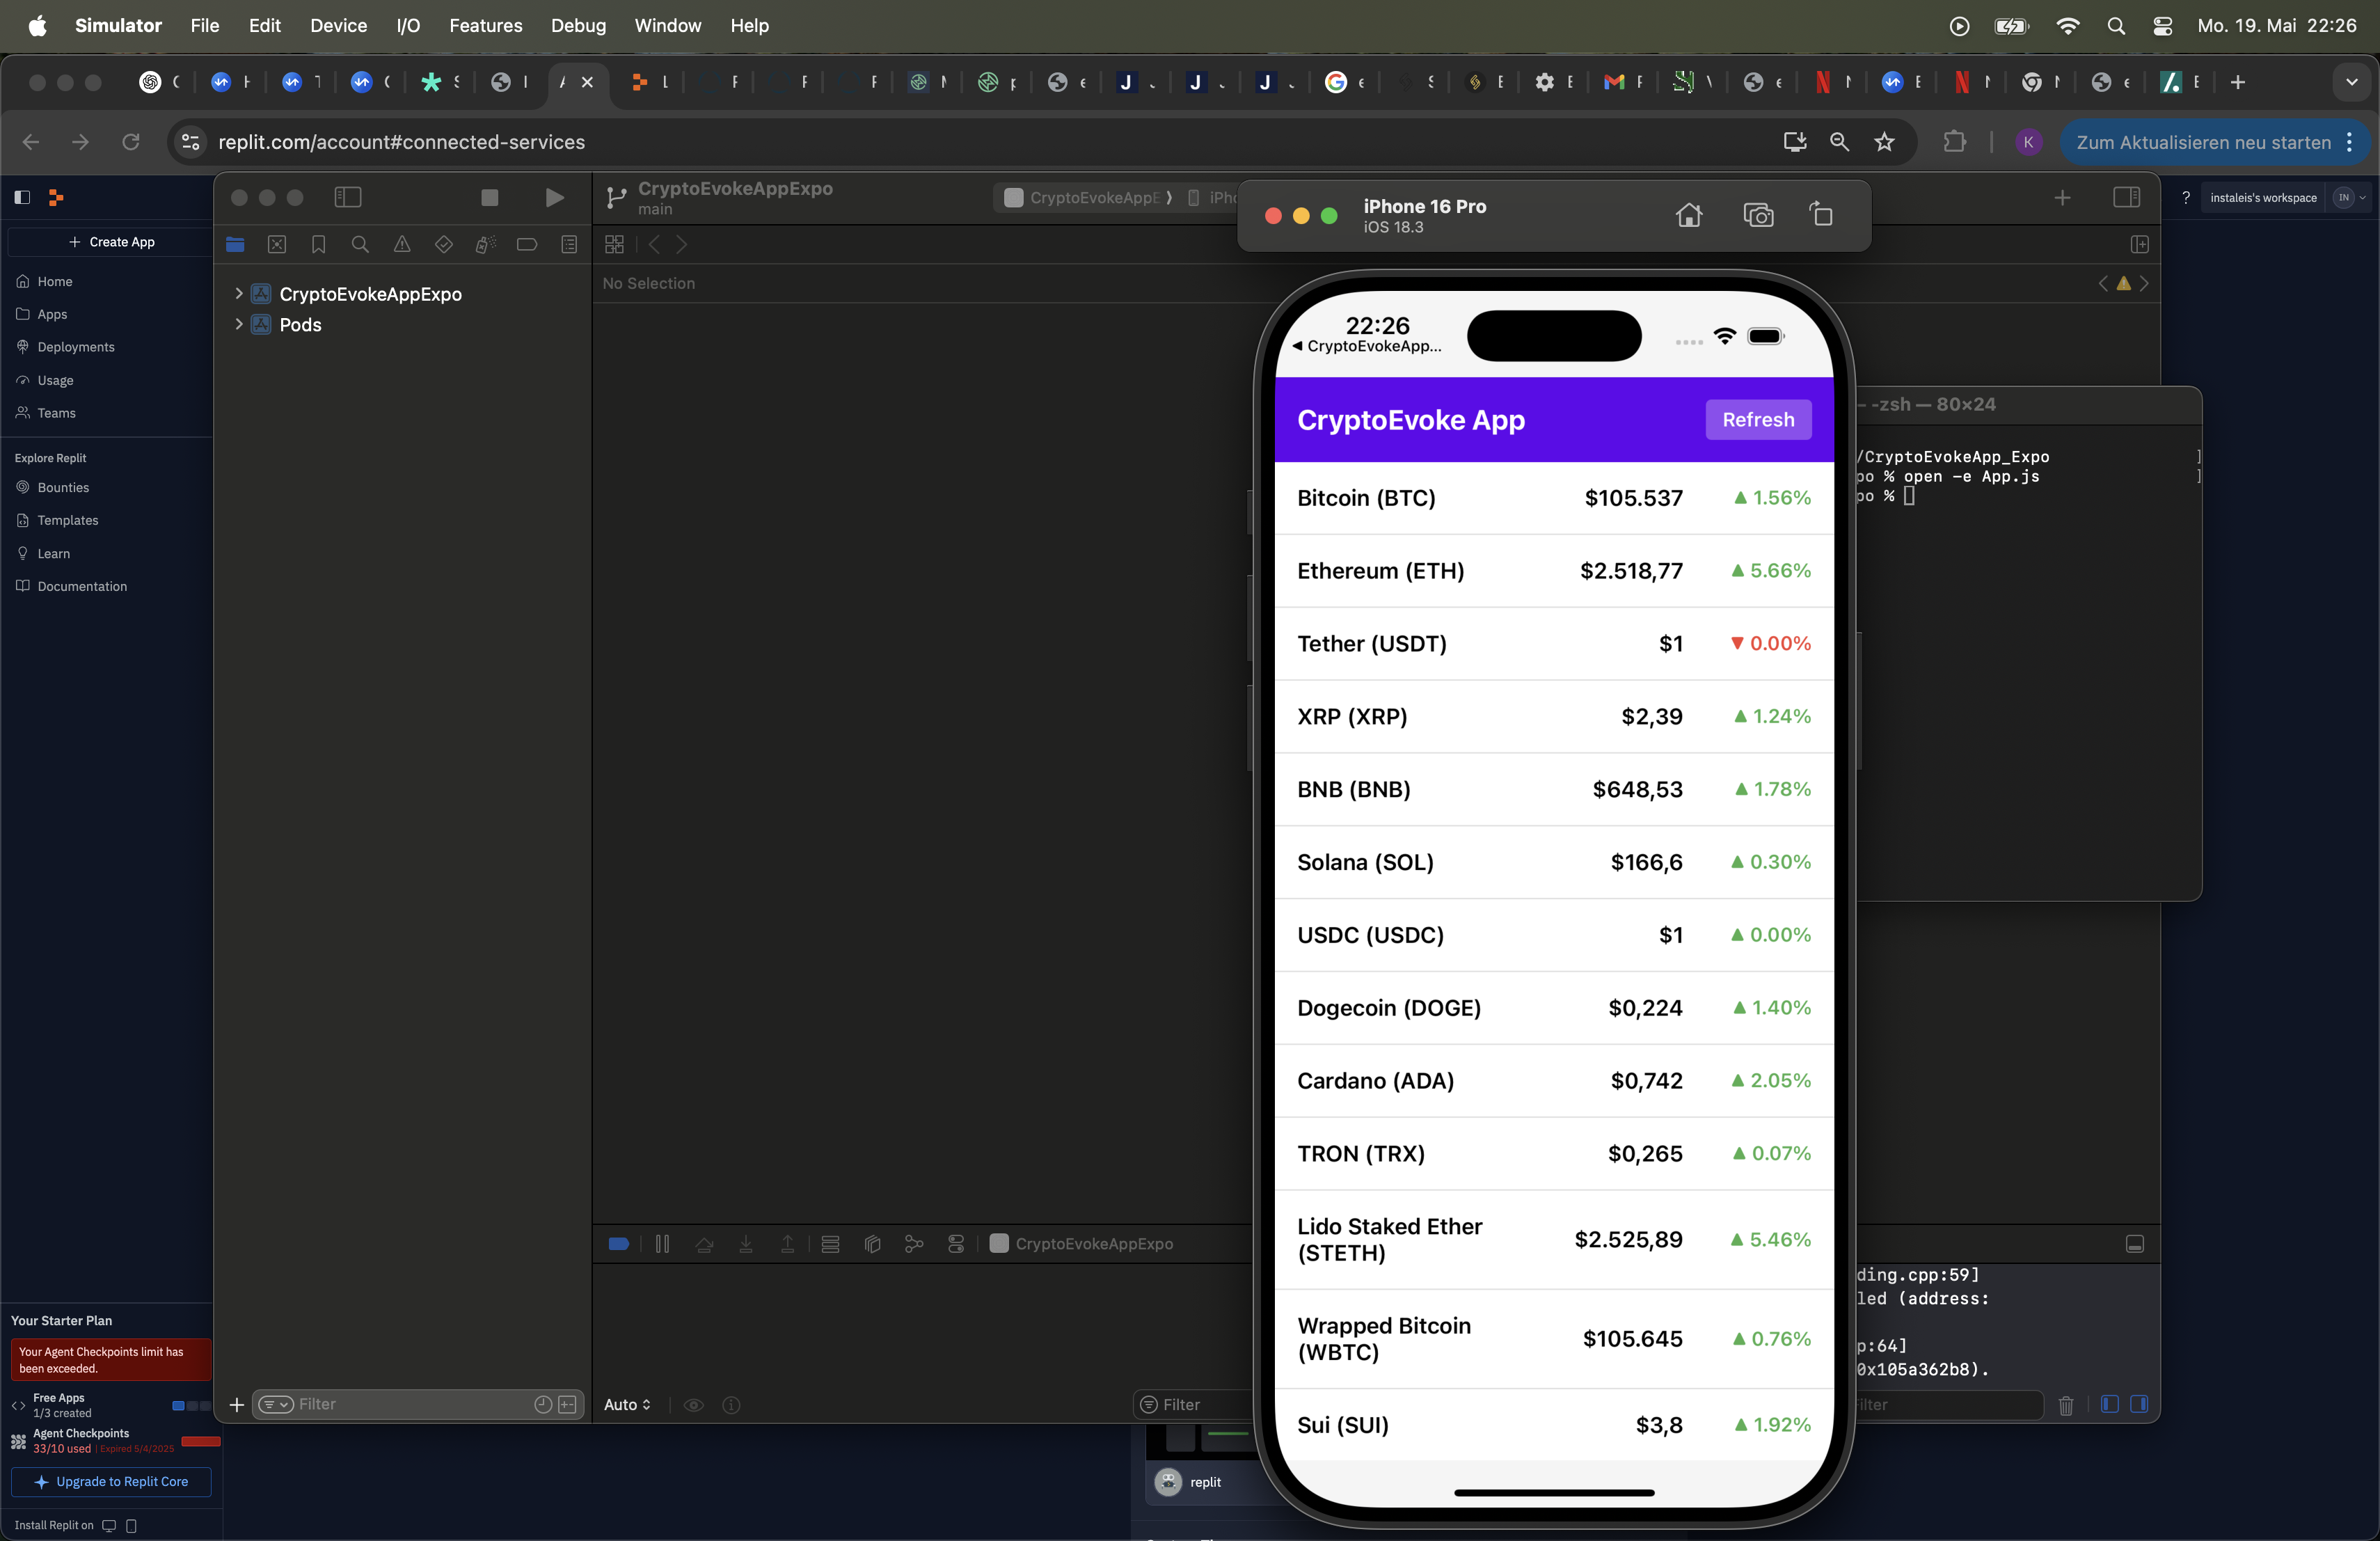 Simulator File Edit Device I/O Features Debug Window Help
Mo. 19. Mai 22:26
replit.com/account#connected-services
K
Zum Aktualisieren neu starten
Create App
Home
Apps
Deployments
Usage
Teams
Explore Replit
Bounties
Templates
Learn
Documentation
Your Starter Plan
Your Agent Checkpoints limit has
been exceeded.
Free Apps
1/3 created
Agent Checkpoints
33/10 used | Expired 5/4/2025
Upgrade to Replit Core
Install Replit on
CryptoEvokeAppExpo
main
CryptoEvokeAppE
iPho
No Selection
CryptoEvokeAppExpo
Pods
Filter
Auto
CryptoEvokeAppExpo
Filter
replit
iPhone 16 Pro
iOS 18.3
22:26
CryptoEvokeApp...
CryptoEvoke App
Refresh
Bitcoin (BTC) $105.537 ▲ 1.56%
Ethereum (ETH) $2.518,77 ▲ 5.66%
Tether (USDT) $1 ▼ 0.00%
XRP (XRP) $2,39 ▲ 1.24%
BNB (BNB) $648,53 ▲ 1.78%
Solana (SOL) $166,6 ▲ 0.30%
USDC (USDC) $1 ▲ 0.00%
Dogecoin (DOGE) $0,224 ▲ 1.40%
Cardano (ADA) $0,742 ▲ 2.05%
TRON (TRX) $0,265 ▲ 0.07%
Lido Staked Ether
(STETH) $2.525,89 ▲ 5.46%
Wrapped Bitcoin
(WBTC) $105.645 ▲ 0.76%
Sui (SUI) $3,8 ▲ 1.92%
? instaleis's workspace IN
-zsh — 80×24
/CryptoEvokeApp_Expo ]
po % open -e App.js ]
po %
ding.cpp:59]
led (address:
p:64]
0x105a362b8).
ilter